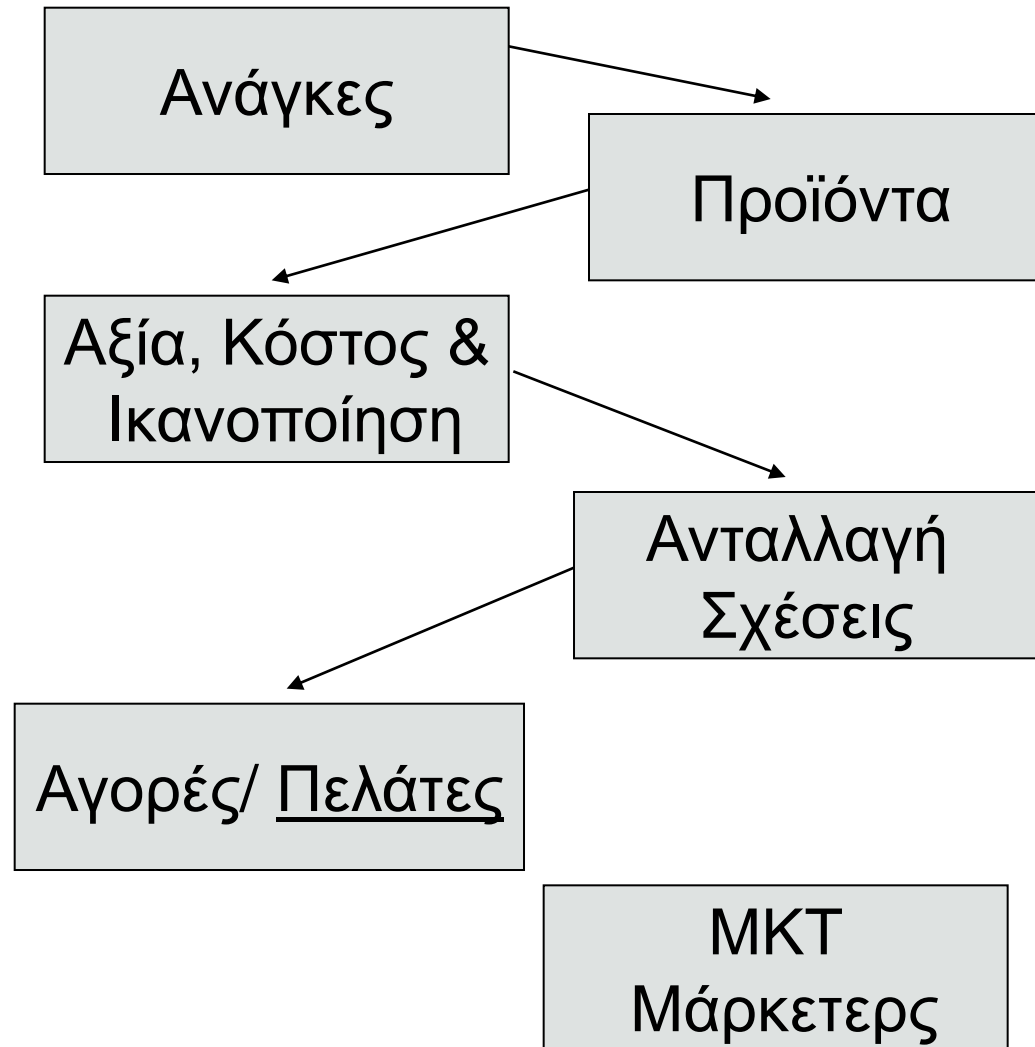 Ανάγκες
Προϊόντα
Αξία, Κόστος &
Ικανοποίηση
Ανταλλαγή
Σχέσεις
Αγορές/ Πελάτες
ΜΚΤ
Μάρκετερς